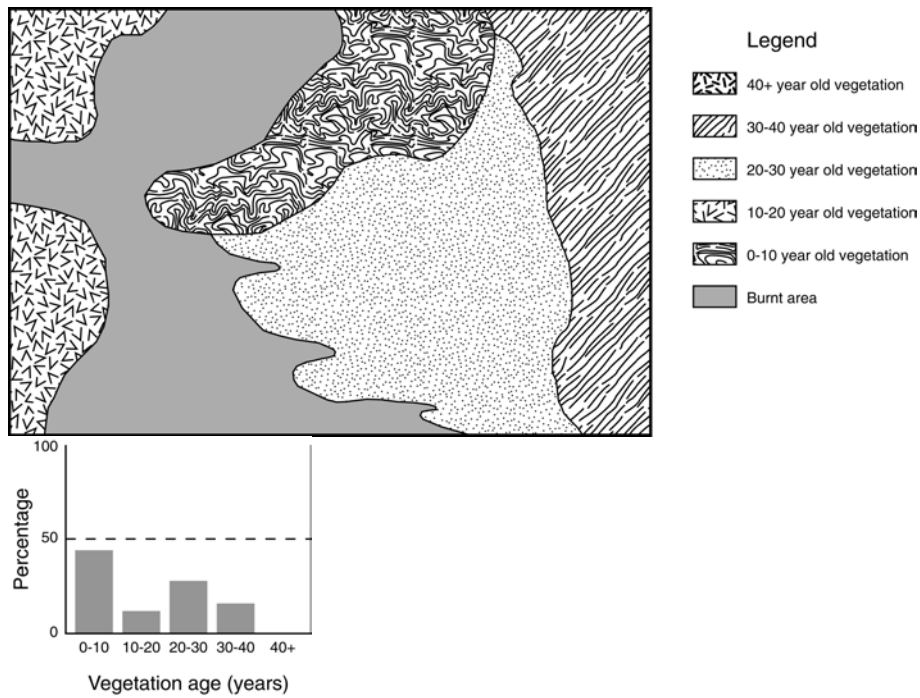 Legend
40+ year old vegetation
30-40 year old vegetation
20-30 year old vegetation
10-20 year old vegetation
0-10 year old vegetation
Burnt area
100
50
0
Percentage
0-10 10-20 20-30 30-40 40+
Vegetation age (years)